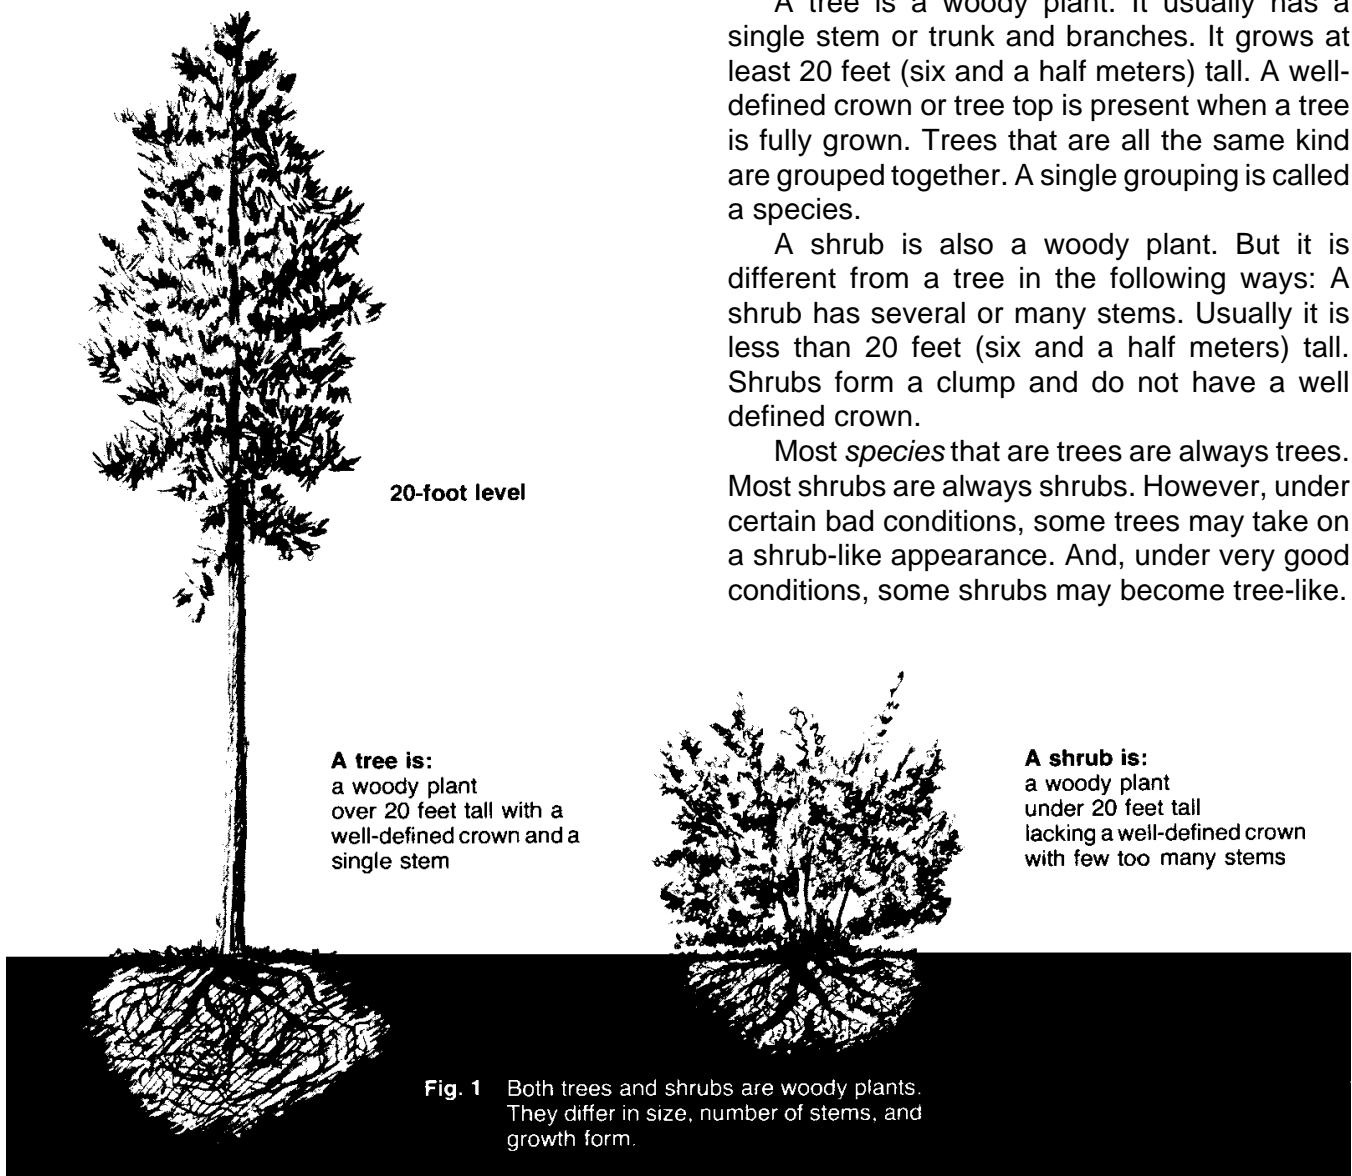 A tree is a woody plant. It usually has a
single stem or trunk and branches. It grows at
least 20 feet (six and a half meters) tall. A well-
defined crown or tree top is present when a tree
is fully grown. Trees that are all the same kind
are grouped together. A single grouping is called
a species.
A shrub is also a woody plant. But it is
different from a tree in the following ways: A
shrub has several or many stems. Usually it is
less than 20 feet (six and a half meters) tall.
Shrubs form a clump and do not have a well
defined crown.
Most species that are trees are always trees.
Most shrubs are always shrubs. However, under
certain bad conditions, some trees may take on
a shrub-like appearance. And, under very good
conditions, some shrubs may become tree-like.
20-foot level
A tree is:
a woody plant
over 20 feet tall with a
well-defined crown and a
single stem
A shrub is:
a woody plant
under 20 feet tall
lacking a well-defined crown
with few too many stems
Fig. 1 Both trees and shrubs are woody plants.
They differ in size, number of stems, and
growth form.